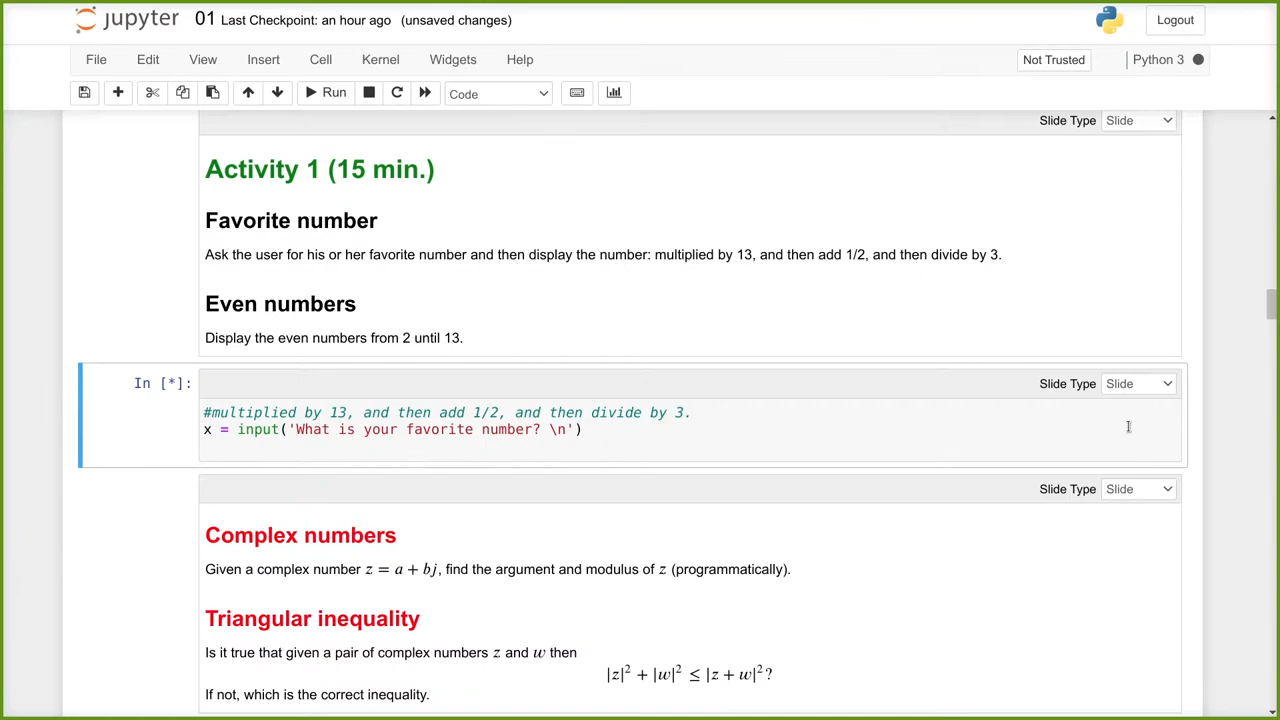 jupyter 01 Last Checkpoint: an hour ago (unsaved changes) Logout
File Edit View Insert Cell Kernel Widgets Help Not Trusted Python 3
Run Code
Slide Type Slide
Activity 1 (15 min.)
Favorite number
Ask the user for his or her favorite number and then display the number: multiplied by 13, and then add 1/2, and then divide by 3.
Even numbers
Display the even numbers from 2 until 13.
In [*]: Slide Type Slide
#multiplied by 13, and then add 1/2, and then divide by 3.
x = input('What is your favorite number? \n')
Slide Type Slide
Complex numbers
Given a complex number z = a + bj, find the argument and modulus of z (programmatically).
Triangular inequality
Is it true that given a pair of complex numbers z and w then
|z|² + |w|² ≤ |z + w|²?
If not, which is the correct inequality.